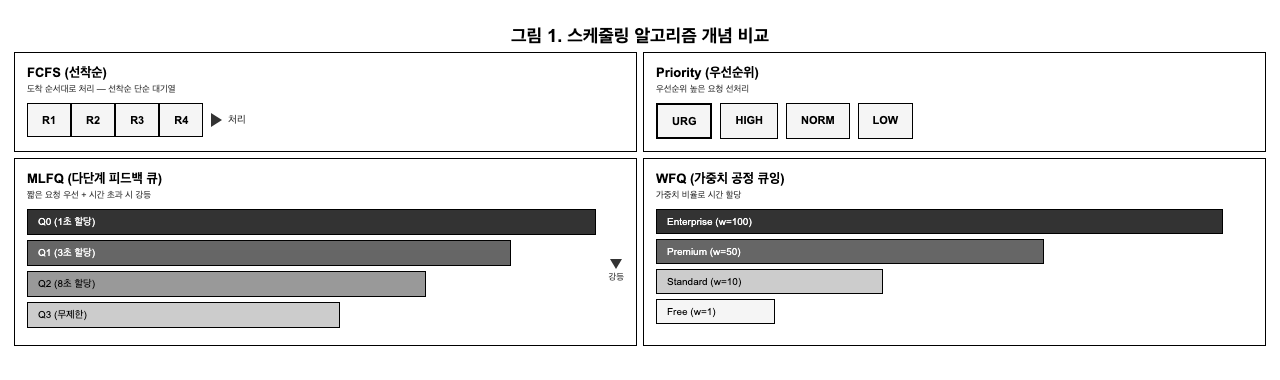 그림 1. 스케줄링 알고리즘 개념 비교
FCFS (선착순)
도착 순서대로 처리 — 선착순 단순 대기열
R1 R2 R3 R4 처리
Priority (우선순위)
우선순위 높은 요청 선처리
URG HIGH NORM LOW
MLFQ (다단계 피드백 큐)
짧은 요청 우선 + 시간 초과 시 강등
Q0 (1초 할당)
Q1 (3초 할당)
Q2 (8초 할당)
Q3 (무제한)
강등
WFQ (가중치 공정 큐잉)
가중치 비율로 시간 할당
Enterprise (w=100)
Premium (w=50)
Standard (w=10)
Free (w=1)